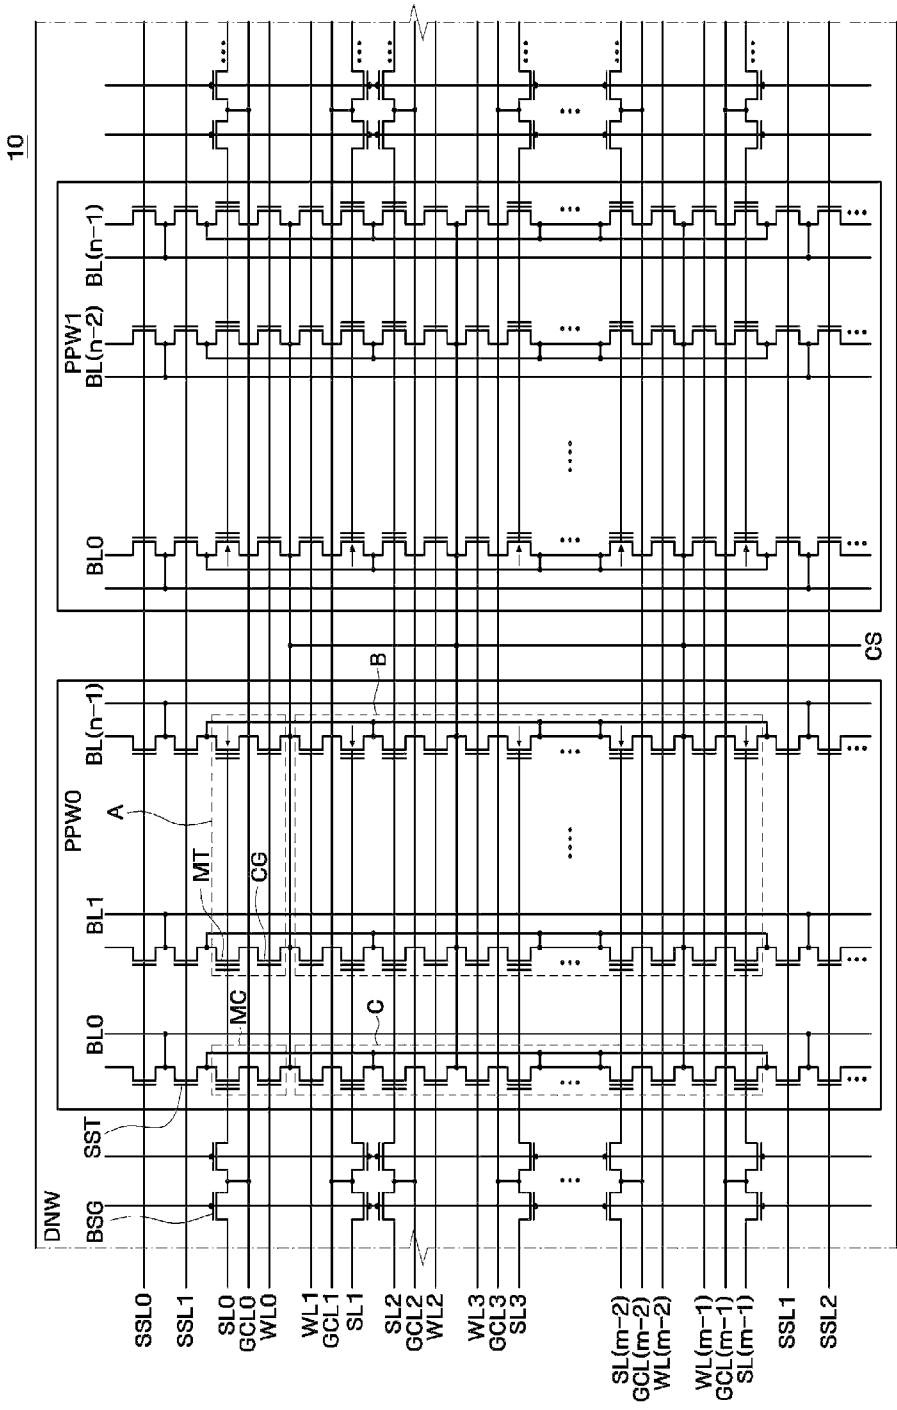 10
DNW
BSG
SST
MC
MT
CG
A
B
C
PPW0
BL0
BL1
BL(n-1)
PPW1
BL0
BL(n-2)
BL(n-1)
CS
SSL0
SSL1
SL0
GCL0
WL0
WL1
GCL1
SL1
SL2
GCL2
WL2
WL3
GCL3
SL3
SL(m-2)
GCL(m-2)
WL(m-2)
WL(m-1)
GCL(m-1)
SL(m-1)
SSL1
SSL2